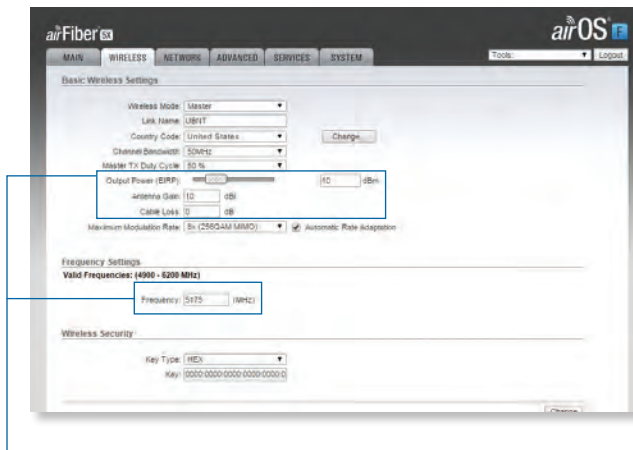 airFiber 5X
airOS F
MAIN WIRELESS NETWORK ADVANCED SERVICES SYSTEM Tools: Logout
Basic Wireless Settings
Wireless Mode: Master
Link Name: UBNT
Country Code: United States Change...
Channel Bandwidth: 50MHz
Master TX Duty Cycle: 50 %
Output Power (EIRP): 10 dBm
Antenna Gain: 10 dBi
Cable Loss: 0 dB
Maximum Modulation Rate: 8x (256QAM MIMO) Automatic Rate Adaptation
Frequency Settings
Valid Frequencies: (4900 - 6200 MHz)
Frequency: 5175 (MHz)
Wireless Security
Key Type: HEX
Key: 0000:0000:0000:0000:0000:0
Change